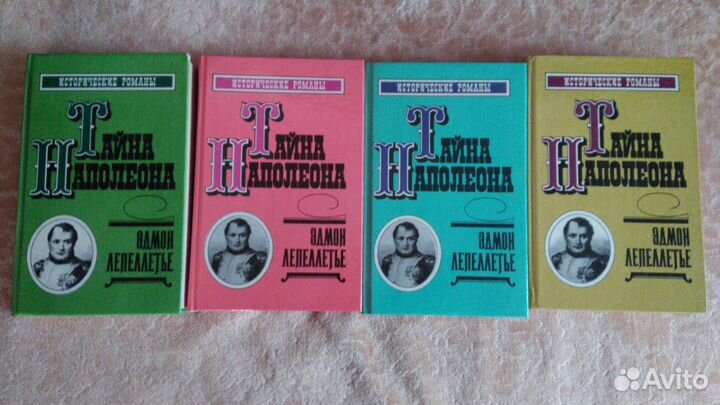 ИСТОРИЧЕСКИЕ РОМАНЫ
ТАЙНА
НАПОЛЕОНА
ЭДМОН
ЛЕПЕЛЛЕТЬЕ
ИСТОРИЧЕСКИЕ РОМАНЫ
ТАЙНА
НАПОЛЕОНА
ЭДМОН
ЛЕПЕЛЛЕТЬЕ
ИСТОРИЧЕСКИЕ РОМАНЫ
ТАЙНА
НАПОЛЕОНА
ЭДМОН
ЛЕПЕЛЛЕТЬЕ
ИСТОРИЧЕСКИЕ РОМАНЫ
ТАЙНА
НАПОЛЕОНА
ЭДМОН
ЛЕПЕЛЛЕТЬЕ
Avito